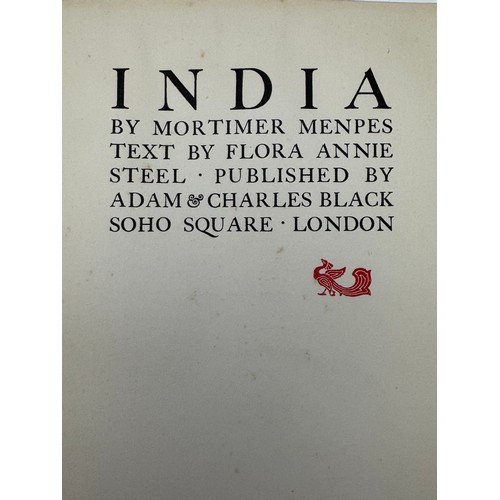 INDIA
BY MORTIMER MENPES
TEXT BY FLORA ANNIE
STEEL · PUBLISHED BY
ADAM & CHARLES BLACK
SOHO SQUARE · LONDON